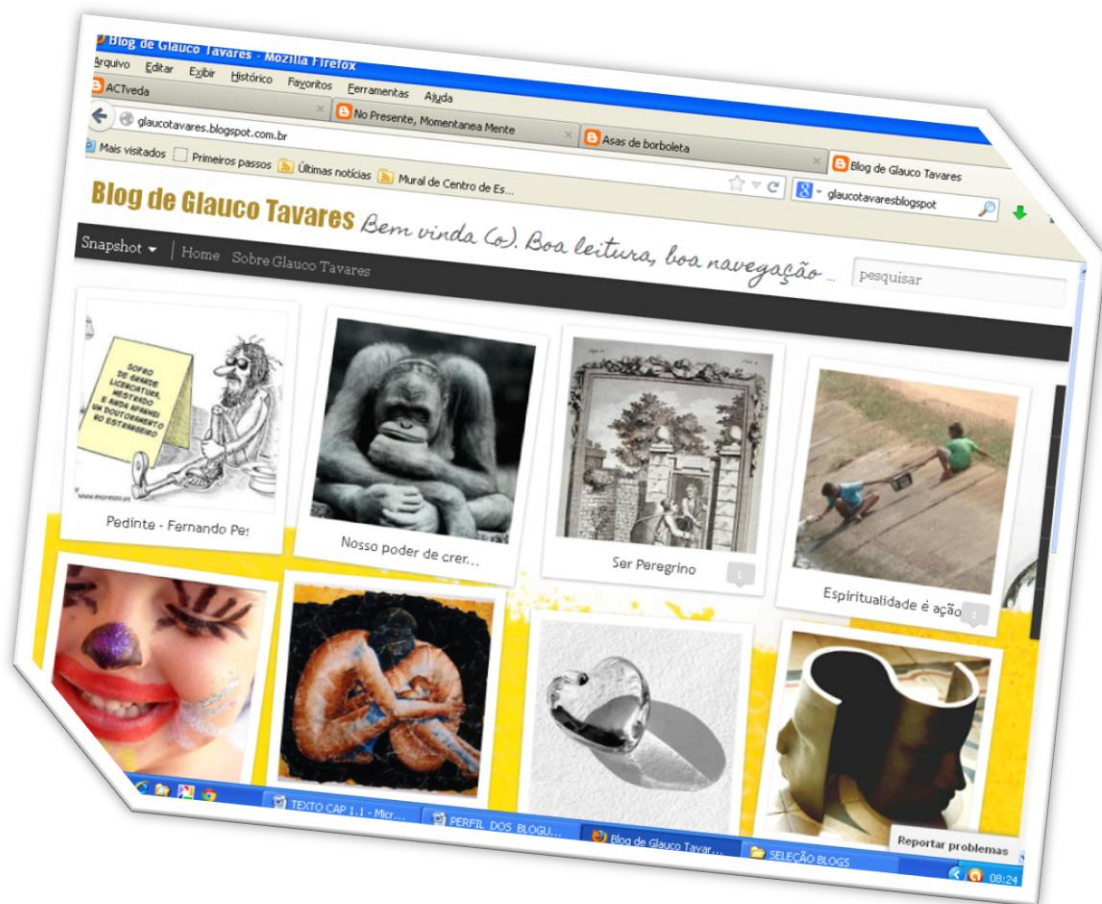 Blog de Glauco Tavares - Mozilla Firefox
Arquivo Editar Exibir Histórico Favoritos Ferramentas Ajuda
ACTveda
No Presente, Momentanea Mente
Asas de borboleta
Blog de Glauco Tavares
glaucotavares.blogspot.com.br
glaucotavaresblogspot
Mais visitados Primeiros passos Últimas notícias Mural de Centro de Es...
Blog de Glauco Tavares Bem vinda (o). Boa leitura, boa navegação ...
pesquisar
Snapshot Home Sobre Glauco Tavares
SOFRO
DE GRANDE
LICENCIATURA,
MESTRADO
E ANDA APANHEI
UM DOUTORAMENTO
NO ESTRANGEIRO
Pedinte - Fernando Pe
Nosso poder de crer...
Ser Peregrino
Espiritualidade é ação
Reportar problemas
TEXTO CAP 1.1 - Micr...
PERFIL DOS BLOGU...
Blog de Glauco Tavar...
SELEÇÃO BLOGS
08:24